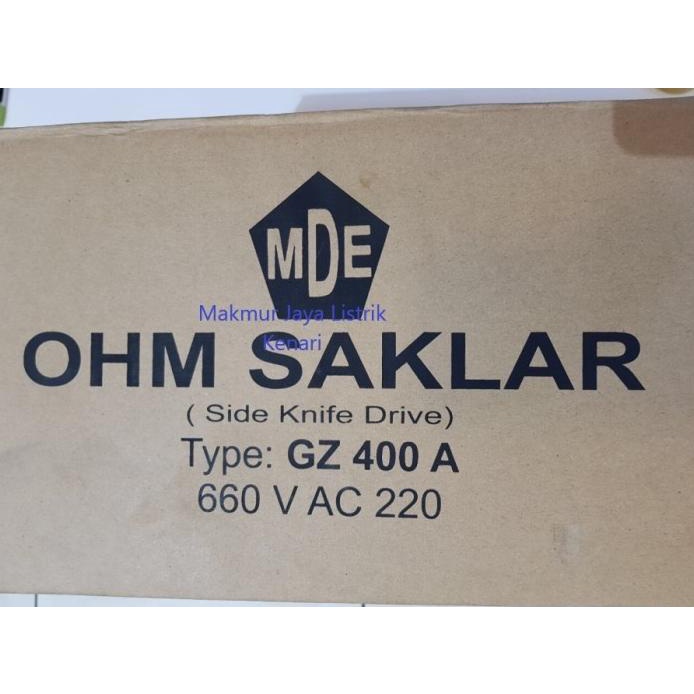 MDE
Makmur Jaya Listrik
Kenari
OHM SAKLAR
( Side Knife Drive)
Type: GZ 400 A
660 V AC 220